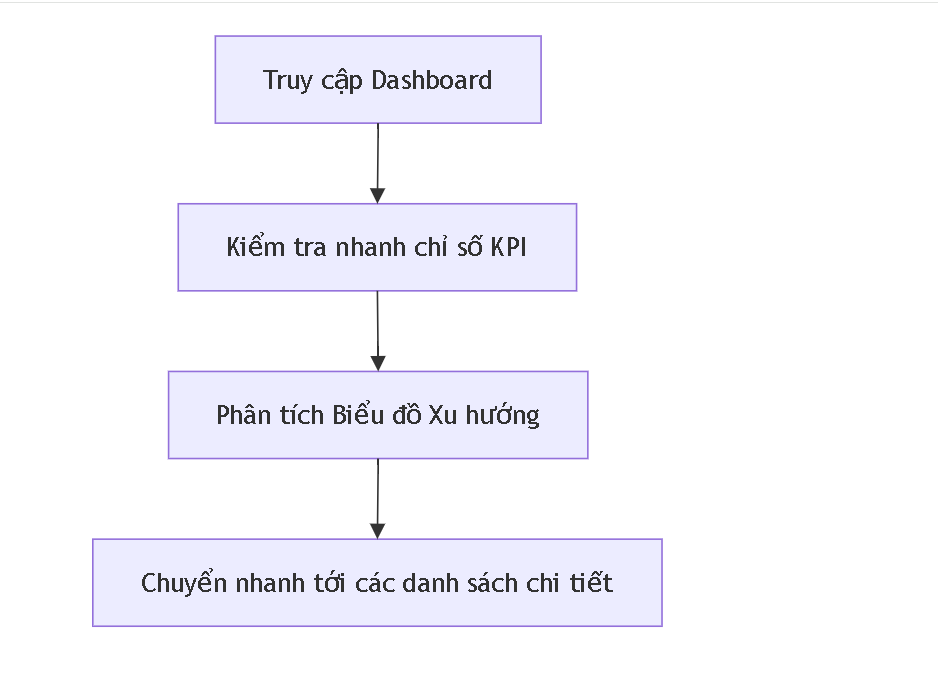 Truy cập Dashboard
Kiểm tra nhanh chỉ số KPI
Phân tích Biểu đồ Xu hướng
Chuyển nhanh tới các danh sách chi tiết